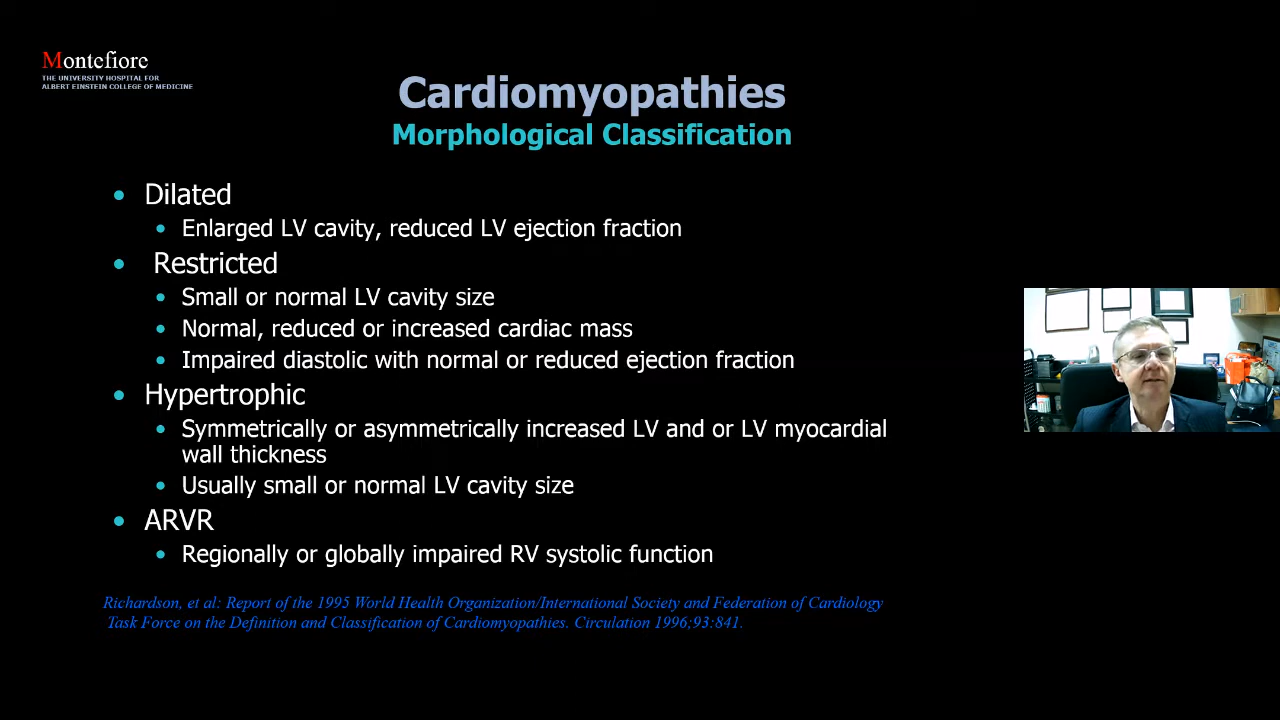 Montefiore
THE UNIVERSITY HOSPITAL FOR
ALBERT EINSTEIN COLLEGE OF MEDICINE
Cardiomyopathies
Morphological Classification
• Dilated
• Enlarged LV cavity, reduced LV ejection fraction
• Restricted
• Small or normal LV cavity size
• Normal, reduced or increased cardiac mass
• Impaired diastolic with normal or reduced ejection fraction
• Hypertrophic
• Symmetrically or asymmetrically increased LV and or LV myocardial
wall thickness
• Usually small or normal LV cavity size
• ARVR
• Regionally or globally impaired RV systolic function
Richardson, et al: Report of the 1995 World Health Organization/International Society and Federation of Cardiology
Task Force on the Definition and Classification of Cardiomyopathies. Circulation 1996;93:841.